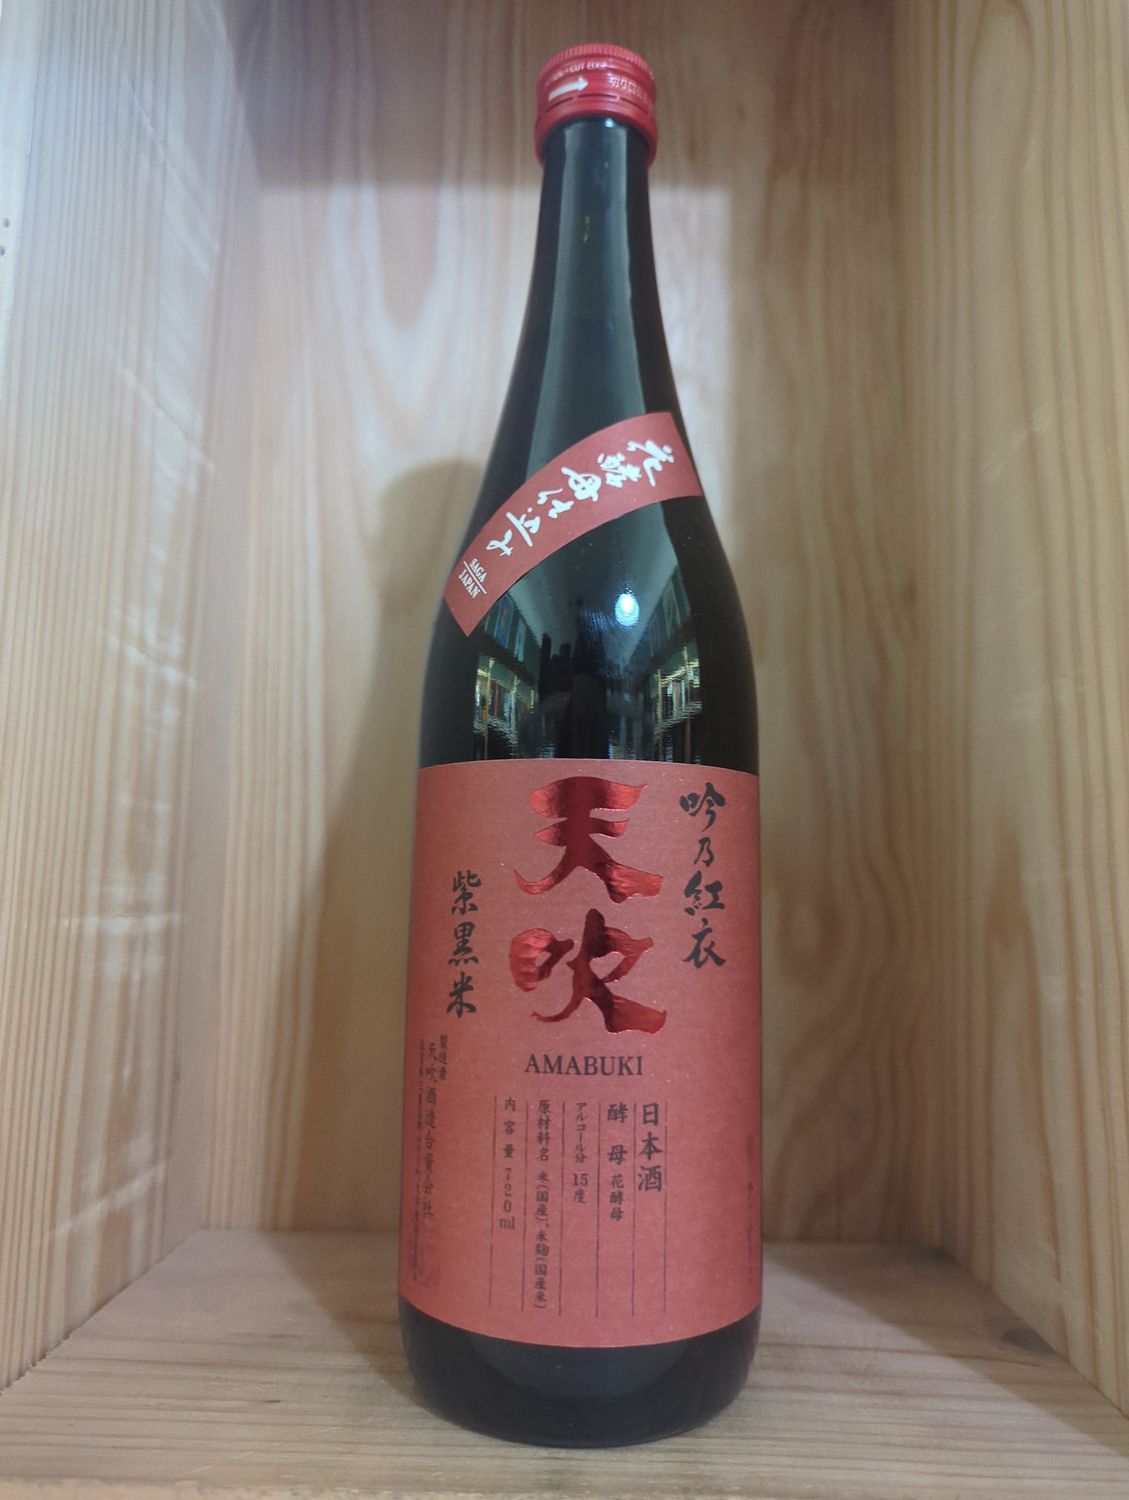 花酵母仕込み
SAGA
JAPAN
吟乃紅衣
天吹
紫黒米
AMABUKI
日本酒
酵母 花酵母
アルコール分 15度
原材料名 米(国産)、米麹(国産米)
内容量 720ml
製造者
天吹酒造合資会社